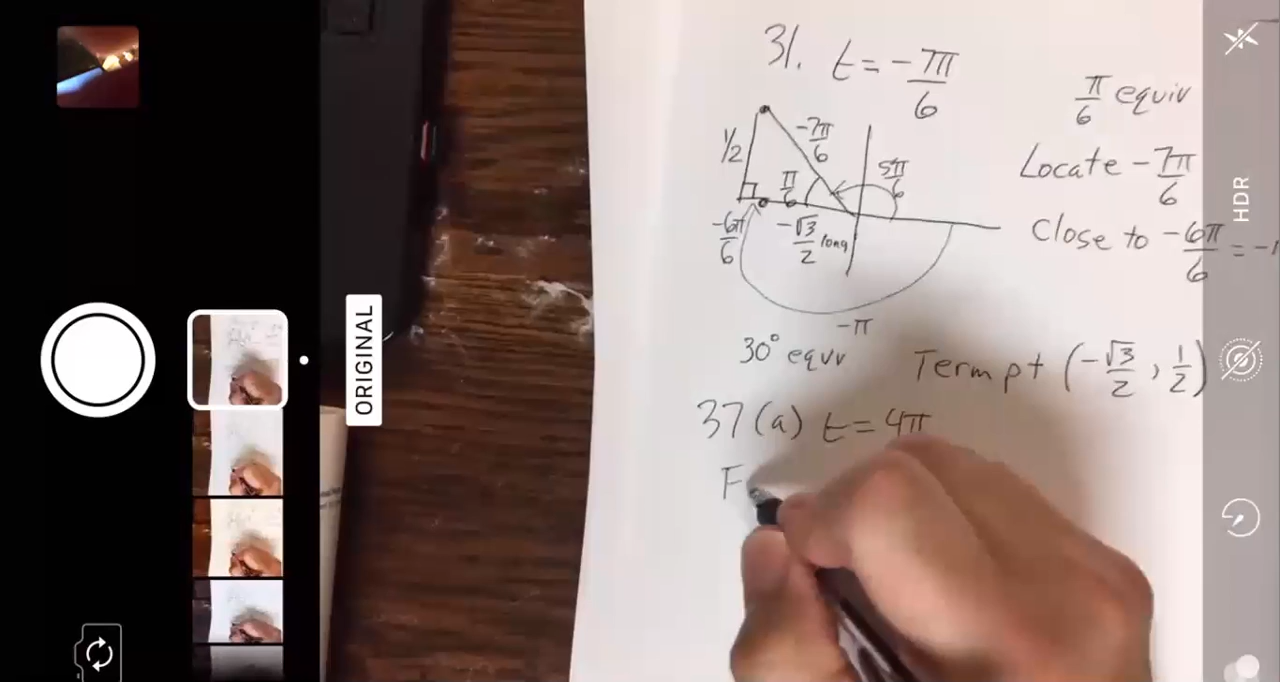 31. t = -7π/6
π/6 equiv
1/2
-7π/6
π/6
5π/6
Locate -7π/6
-6π/6
-√3/2 long
Close to -6π/6 = -
-π
30° equiv
Term pt (-√3/2, 1/2)
37 (a) t = 4π
F
HDR
ORIGINAL